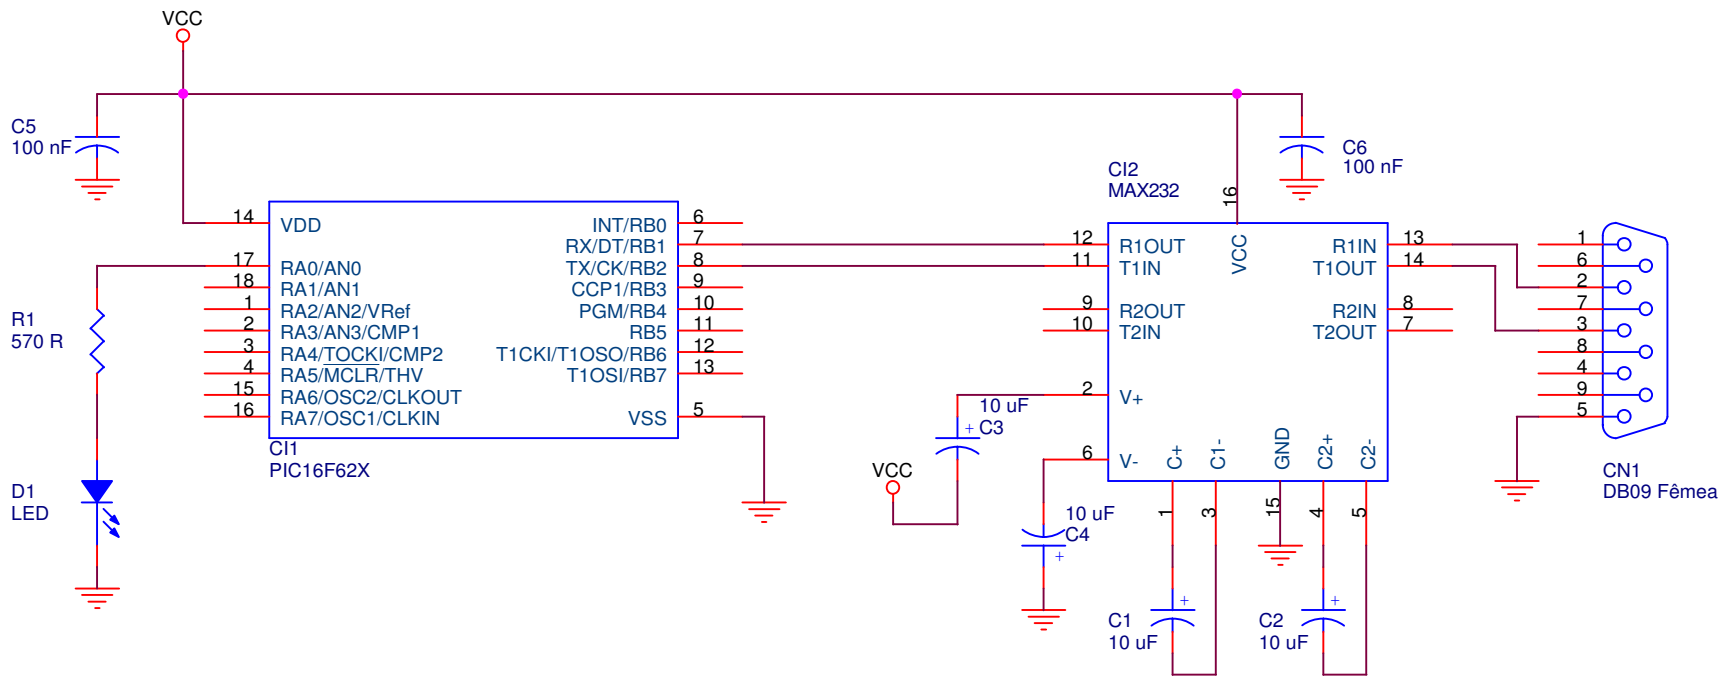 VCC
C5
100 nF
C6
100 nF
CI2
MAX232
16
VCC
14 VDD
17 RA0/AN0
18 RA1/AN1
1 RA2/AN2/VRef
2 RA3/AN3/CMP1
3 RA4/TOCKI/CMP2
4 RA5/MCLR/THV
15 RA6/OSC2/CLKOUT
16 RA7/OSC1/CLKIN
INT/RB0 6
RX/DT/RB1 7
TX/CK/RB2 8
CCP1/RB3 9
PGM/RB4 10
RB5 11
T1CKI/T1OSO/RB6 12
T1OSI/RB7 13
VSS 5
CI1
PIC16F62X
R1
570 R
D1
LED
12 R1OUT
11 T1IN
9 R2OUT
10 T2IN
2 V+
6 V-
R1IN 13
T1OUT 14
R2IN 8
T2OUT 7
C+
C1-
GND
C2+
C2-
1
3
15
4
5
10 uF
+ C3
VCC
10 uF
C4
+
+
C1
10 uF
+
C2
10 uF
1
6
2
7
3
8
4
9
5
CN1
DB09 Fêmea